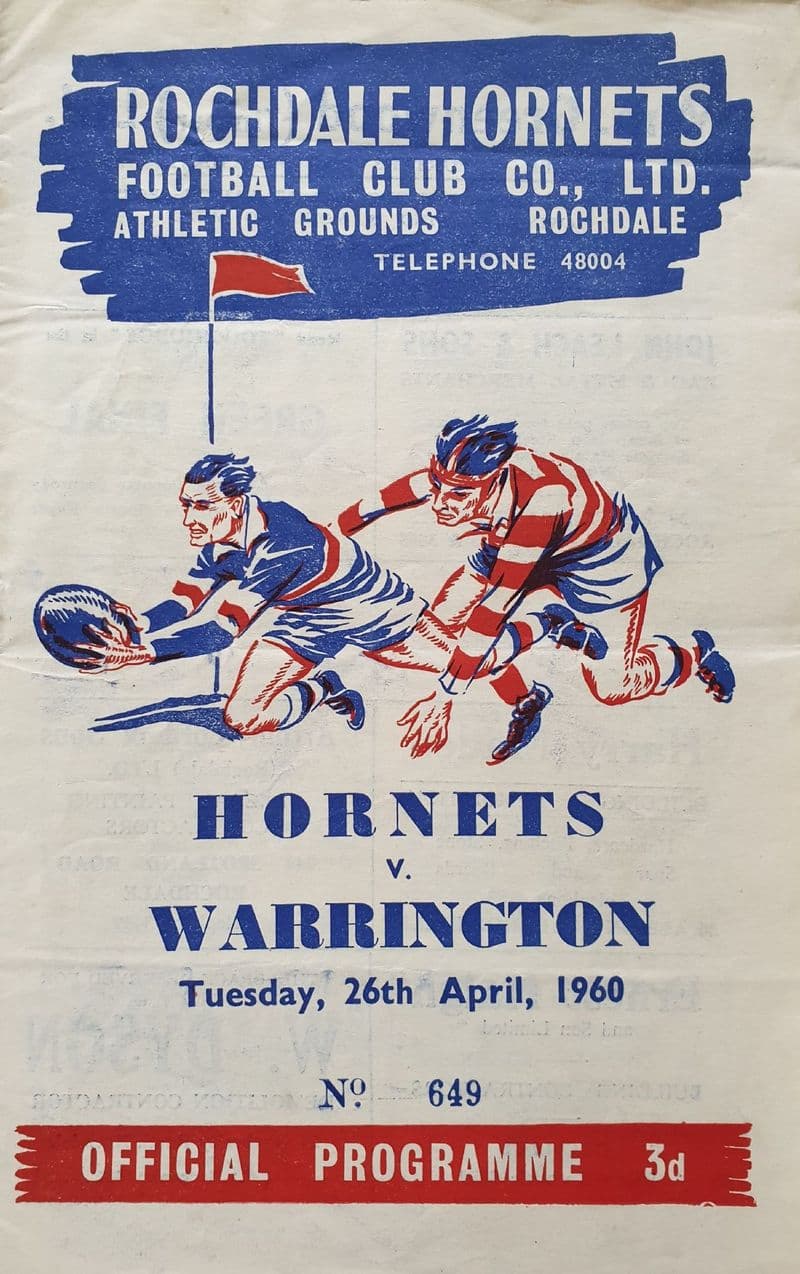 ROCHDALE HORNETS
FOOTBALL CLUB CO., LTD.
ATHLETIC GROUNDS ROCHDALE
TELEPHONE 48004
HORNETS
V.
WARRINGTON
Tuesday, 26th April, 1960
Nº 649
OFFICIAL PROGRAMME 3d